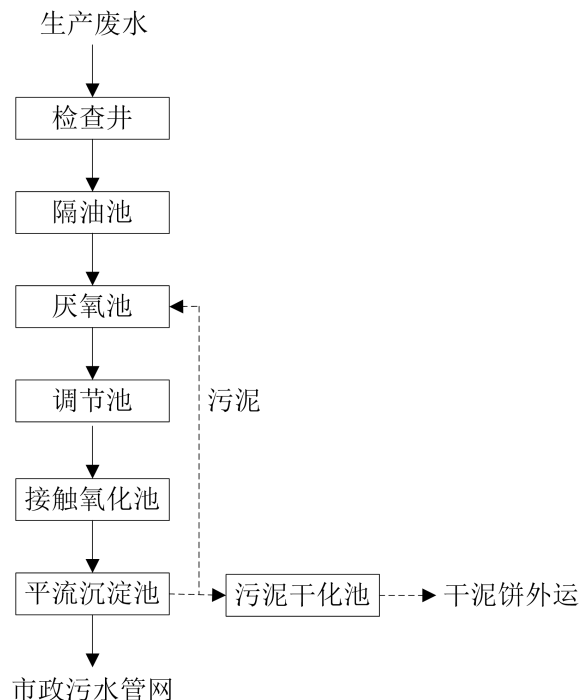 生产废水
检查井
隔油池
厌氧池
调节池
污泥
接触氧化池
平流沉淀池
污泥干化池
干泥饼外运
市政污水管网